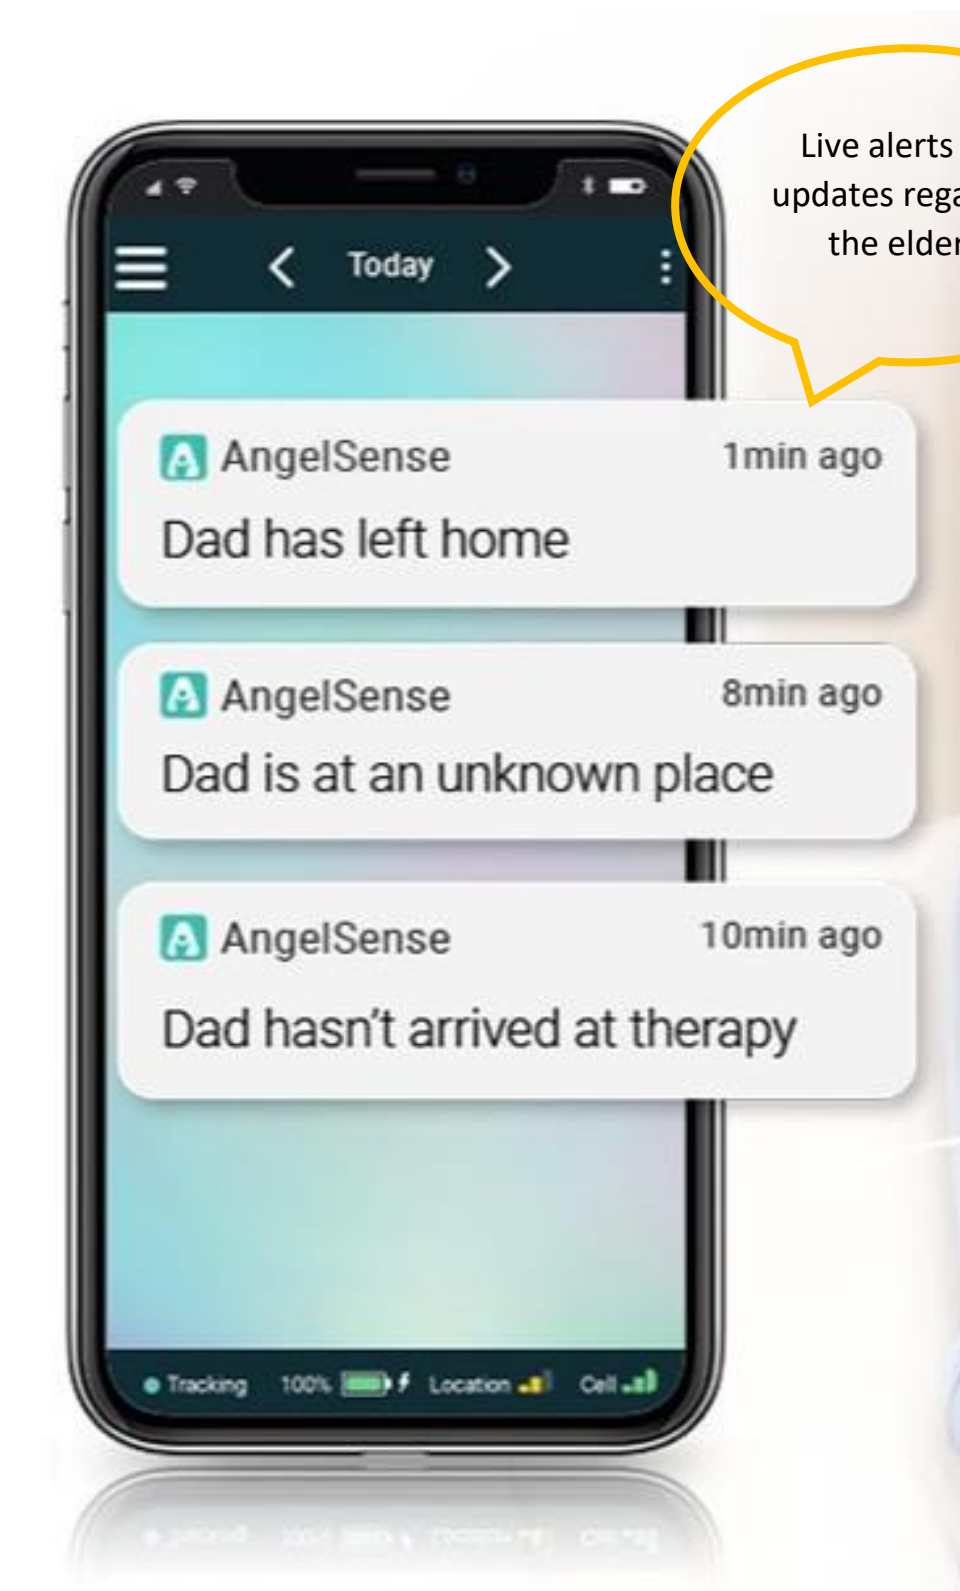 Live alerts
updates rega
the elder
Today
AngelSense 1min ago
Dad has left home
AngelSense 8min ago
Dad is at an unknown place
AngelSense 10min ago
Dad hasn't arrived at therapy
Tracking 100% Location Cell